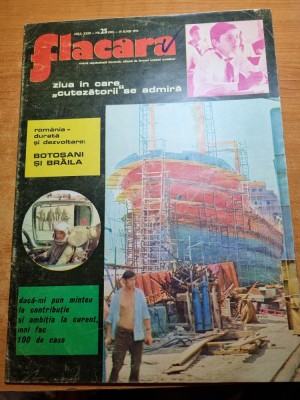 flacăra
ziua în care
„cutezătorii" se admiră
românia -
durată
și dezvoltare:
BOTOȘANI
ȘI BRĂILA
dacă-mi pun mintea
la contribuție
și ambiția la curent,
îmi fac
100 de case